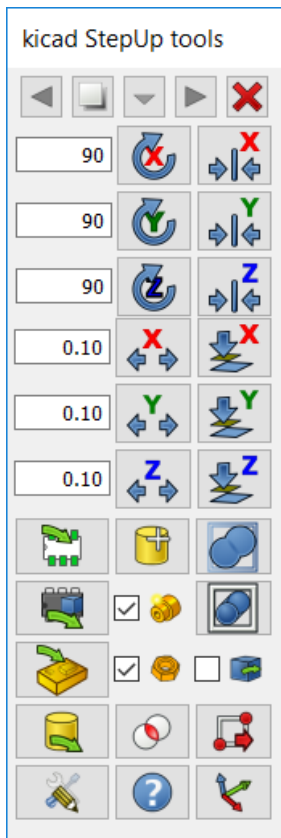 kicad StepUp tools
90 X X
90 Y Y
90 Z Z
0.10 X X
0.10 Y Y
0.10 Z Z
?